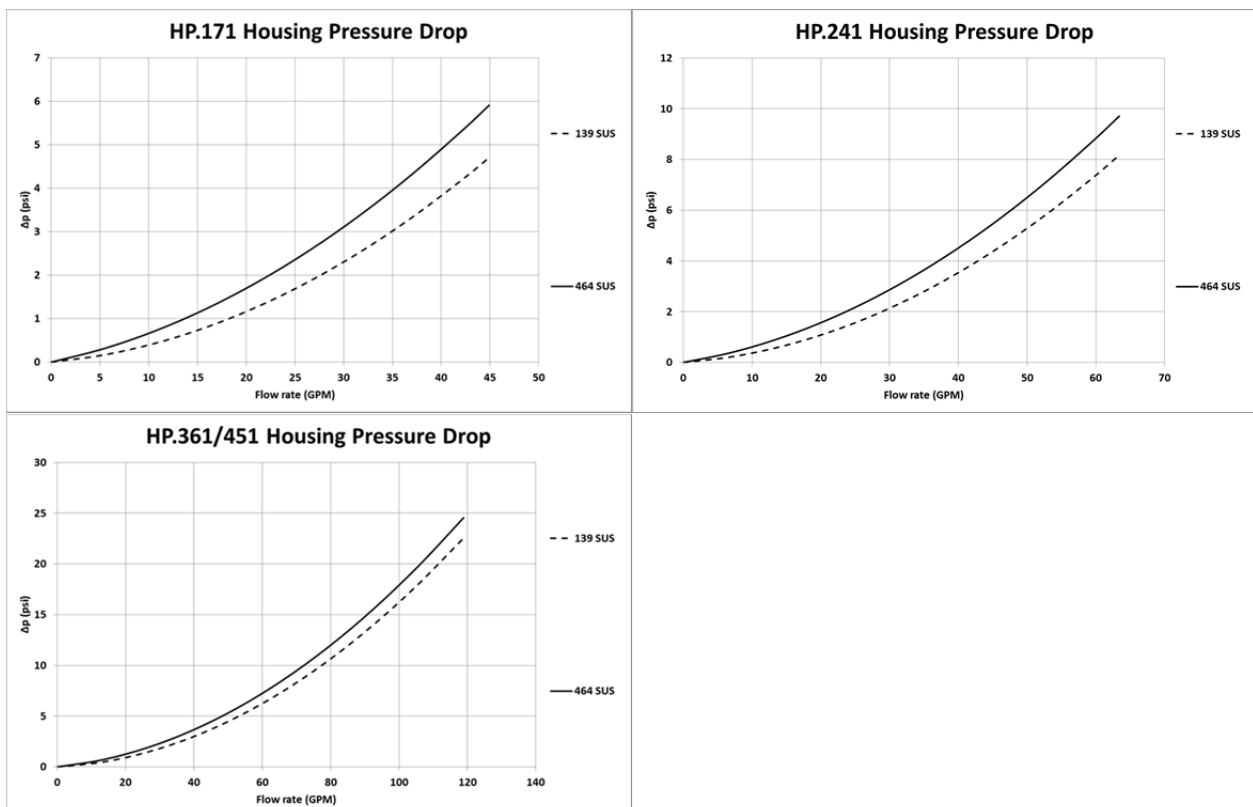 HP.171 Housing Pressure Drop
7
6
5
4
3
2
1
0
Δp (psi)
0 5 10 15 20 25 30 35 40 45 50
Flow rate (GPM)
139 SUS
464 SUS
HP.241 Housing Pressure Drop
12
10
8
6
4
2
0
Δp (psi)
0 10 20 30 40 50 60 70
Flow rate (GPM)
139 SUS
464 SUS
HP.361/451 Housing Pressure Drop
30
25
20
15
10
5
0
Δp (psi)
0 20 40 60 80 100 120 140
Flow rate (GPM)
139 SUS
464 SUS